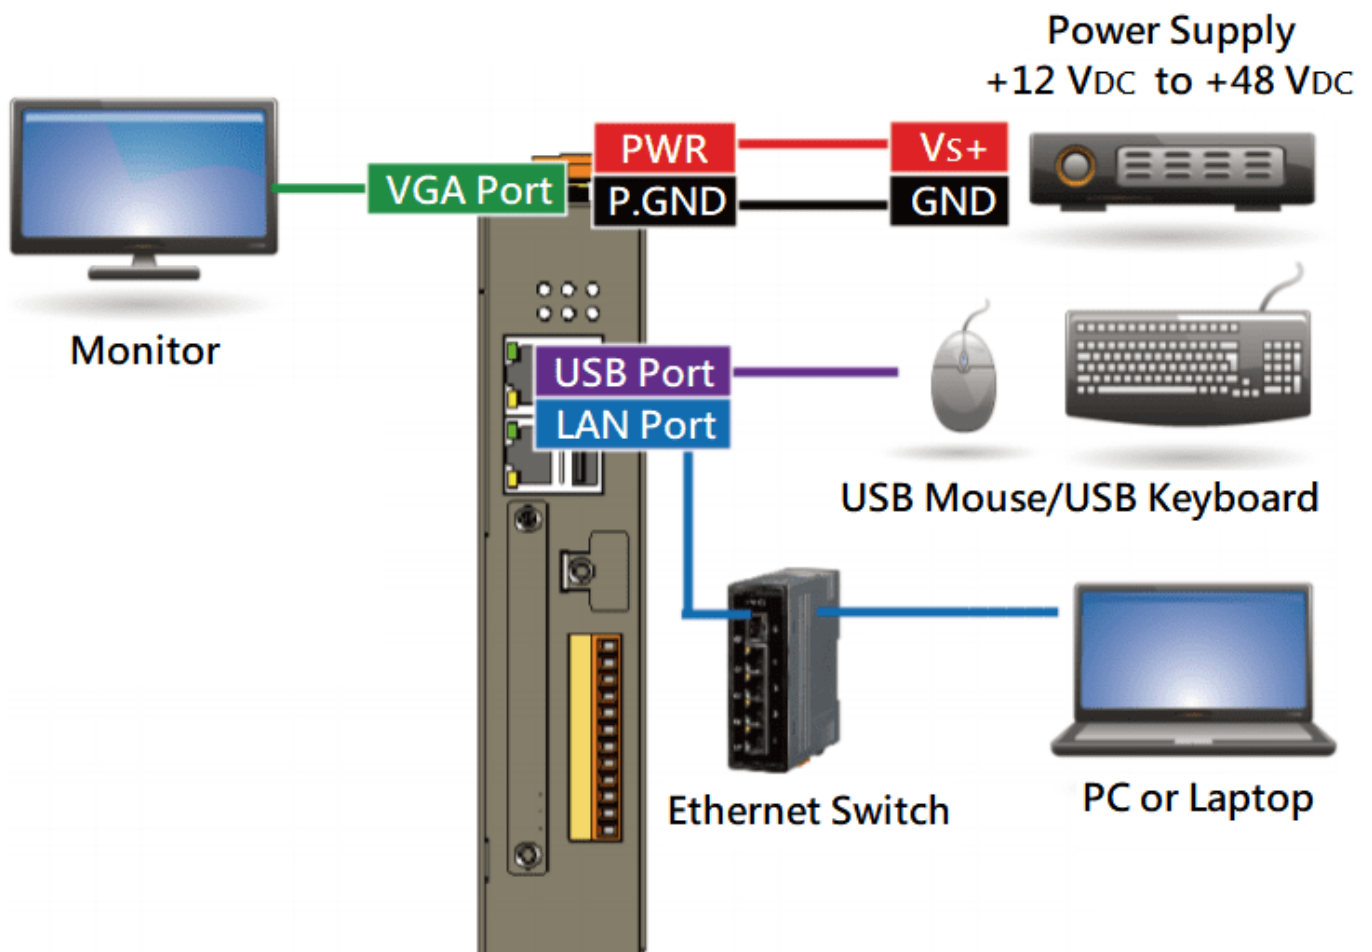 Power Supply
+12 VDC to +48 VDC
PWR
Vs+
VGA Port
P.GND
GND
Monitor
USB Port
LAN Port
USB Mouse/USB Keyboard
Ethernet Switch
PC or Laptop